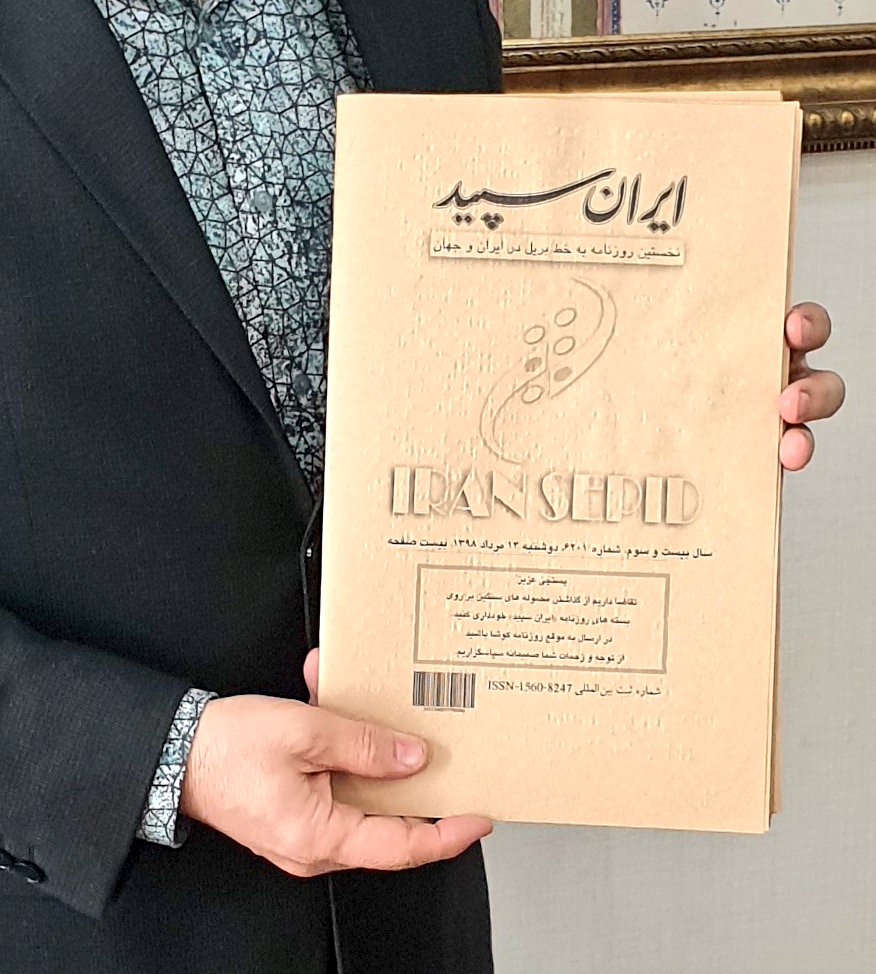 ایران سپید
نخستین روزنامه به خط بریل در ایران و جهان
IRAN SEPID
سال بیست و سوم، شماره ۶۲۰۱، دوشنبه ۱۳ مرداد ۱۳۹۸، بیست صفحه
پستچی عزیز:
تقاضا داریم از گذاشتن محموله های سنگین بر روی
بسته های روزنامه «ایران سپید» خودداری کنید
در ارسال به موقع روزنامه کوشا باشید
از توجه و زحمات شما صمیمانه سپاسگزاریم
شماره ثبت بین المللی ISSN-1560-8247